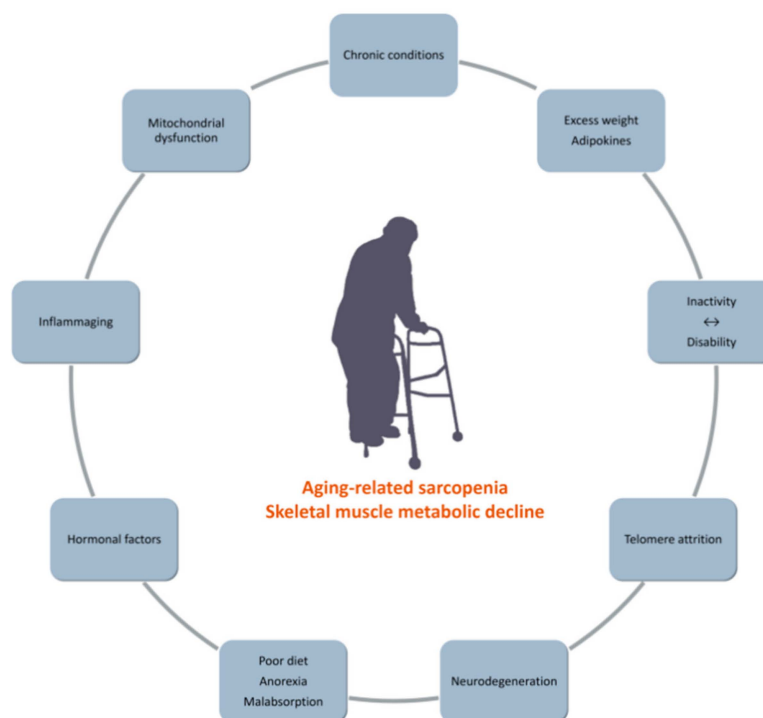 Chronic conditions
Excess weight
Adipokines
Inactivity
↔
Disability
Telomere attrition
Neurodegeneration
Poor diet
Anorexia
Malabsorption
Hormonal factors
Inflammaging
Mitochondrial
dysfunction
Aging-related sarcopenia
Skeletal muscle metabolic decline